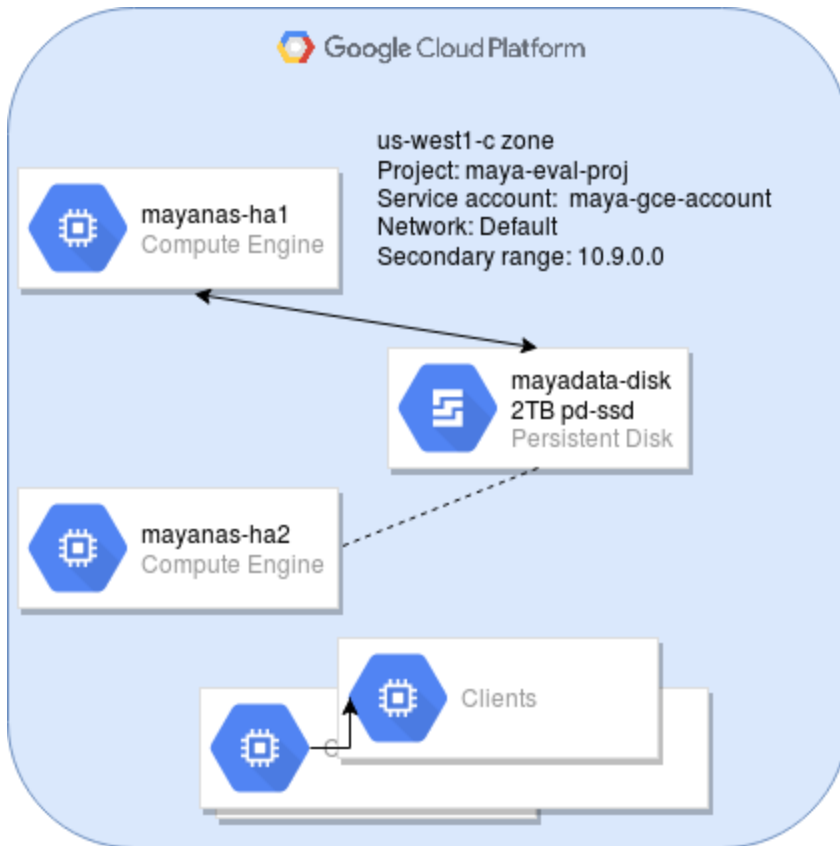 Google Cloud Platform
us-west1-c zone
Project: maya-eval-proj
Service account:  maya-gce-account
Network: Default
Secondary range: 10.9.0.0
mayanas-ha1
Compute Engine
mayadata-disk
2TB pd-ssd
Persistent Disk
mayanas-ha2
Compute Engine
Clients